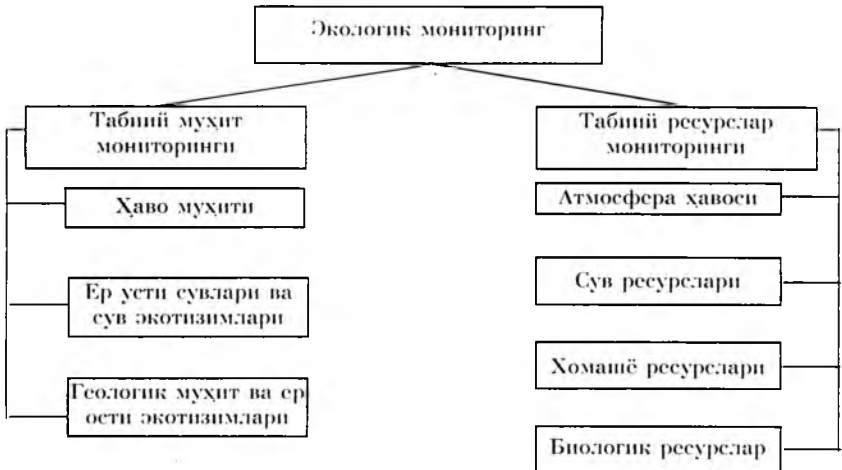 Экологик мониторинг
Табиий муҳит
мониторинги
Ҳаво муҳити
Ер усти сувлари ва
сув экотизимлари
Геологик муҳит ва ер
ости экотизимлари
Табиий ресурслар
мониторинги
Атмосфера ҳавоси
Сув ресурслари
Хомашё ресурслари
Биологик ресурслар